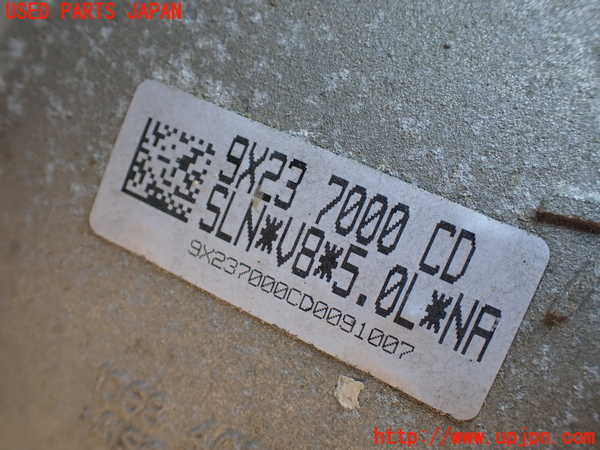 USED PARTS JAPAN
9X23 7000 CD
SLN*V8*5.0L*NA
9X237000CD0091007
http://www.upjpn.com